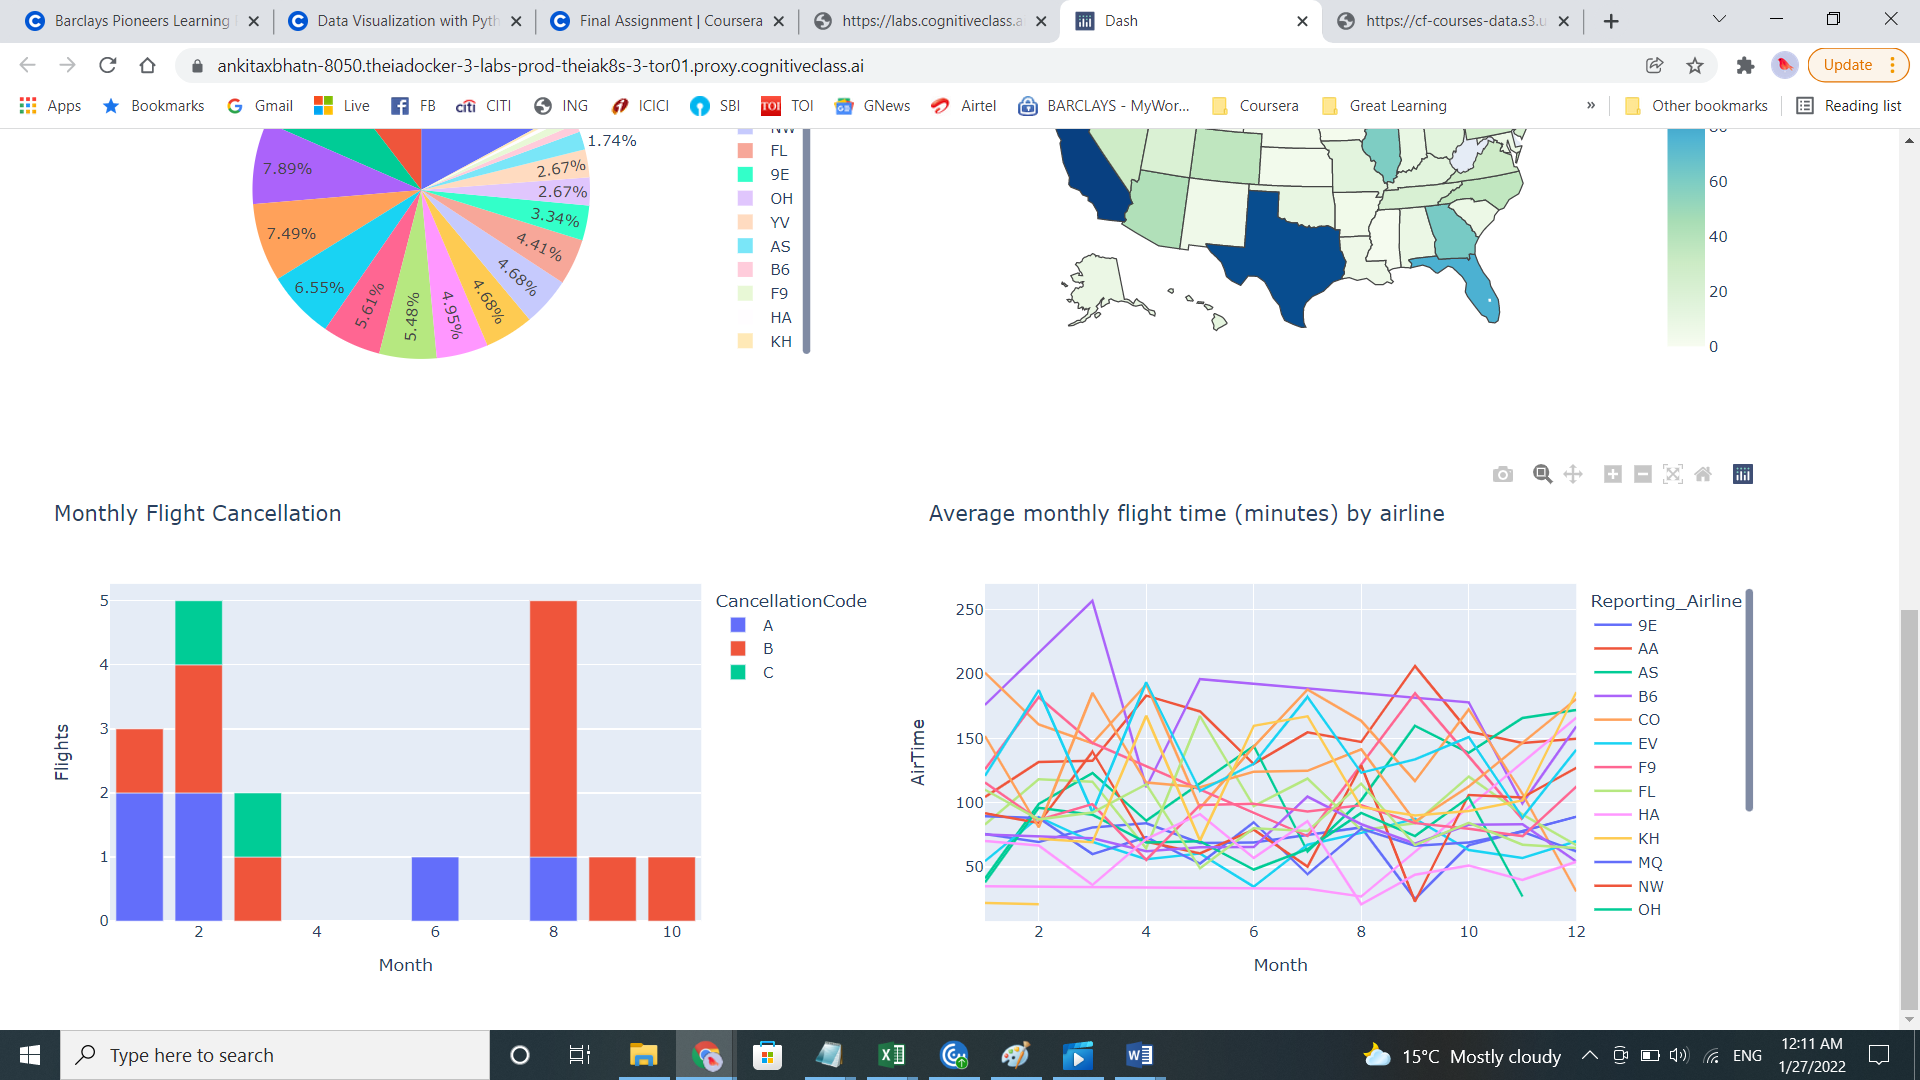 Barclays Pioneers Learning
Data Visualization with Pyth
Final Assignment | Coursera
https://labs.cognitiveclass.a
Dash
https://cf-courses-data.s3.u
ankitaxbhatn-8050.theiadocker-3-labs-prod-theiak8s-3-tor01.proxy.cognitiveclass.ai
Update
Apps
Bookmarks
Gmail
Live
FB
citi CITI
ING
ICICI
SBI
TOI TOI
GNews
Airtel
BARCLAYS - MyWor...
Coursera
Great Learning
»
Other bookmarks
Reading list
7.89%
7.49%
6.55%
5.61%
5.48%
4.95%
4.68%
4.68%
4.41%
3.34%
2.67%
2.67%
1.74%
NW
FL
9E
OH
YV
AS
B6
F9
HA
KH
80
60
40
20
0
Monthly Flight Cancellation
Flights
5
4
3
2
1
0
2
4
6
8
10
Month
CancellationCode
A
B
C
Average monthly flight time (minutes) by airline
AirTime
250
200
150
100
50
2
4
6
8
10
12
Month
Reporting_Airline
9E
AA
AS
B6
CO
EV
F9
FL
HA
KH
MQ
NW
OH
Type here to search
15°C Mostly cloudy
ENG
12:11 AM
1/27/2022